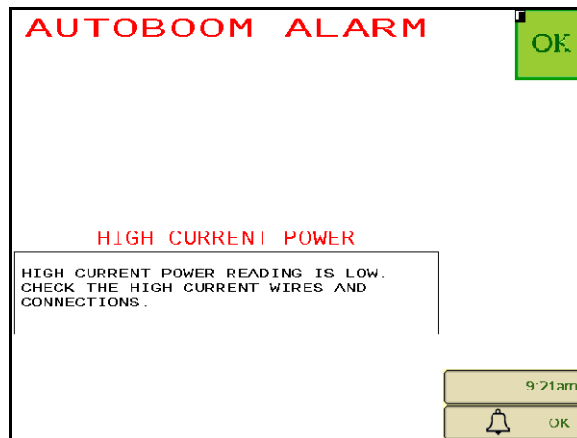 AUTOBOOM ALARM
OK
HIGH CURRENT POWER
HIGH CURRENT POWER READING IS LOW.
CHECK THE HIGH CURRENT WIRES AND
CONNECTIONS.
9:21am
OK